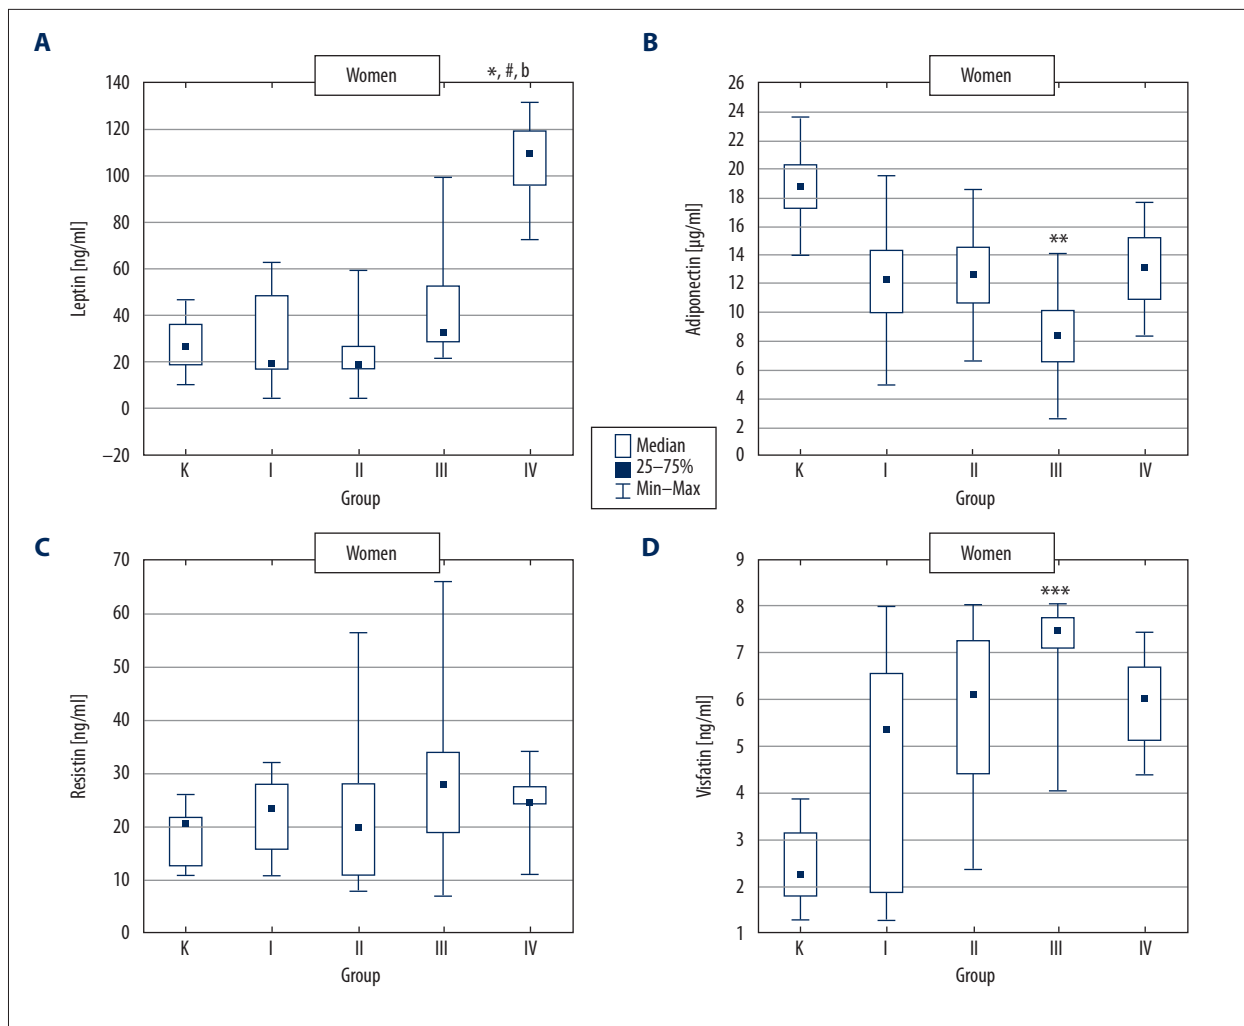 A
Women
*, #, b
Leptin [ng/ml]
140
120
100
80
60
40
20
0
–20
K I II III IV
Group
B
Women
Adiponectin [µg/ml]
26
24
22
20
18
16
14
12
10
8
6
4
2
0
**
K I II III IV
Group
Median
25–75%
Min–Max
C
Women
Resistin [ng/ml]
70
60
50
40
30
20
10
0
K I II III IV
Group
D
Women
Visfatin [ng/ml]
9
8
7
6
5
4
3
2
1
***
K I II III IV
Group